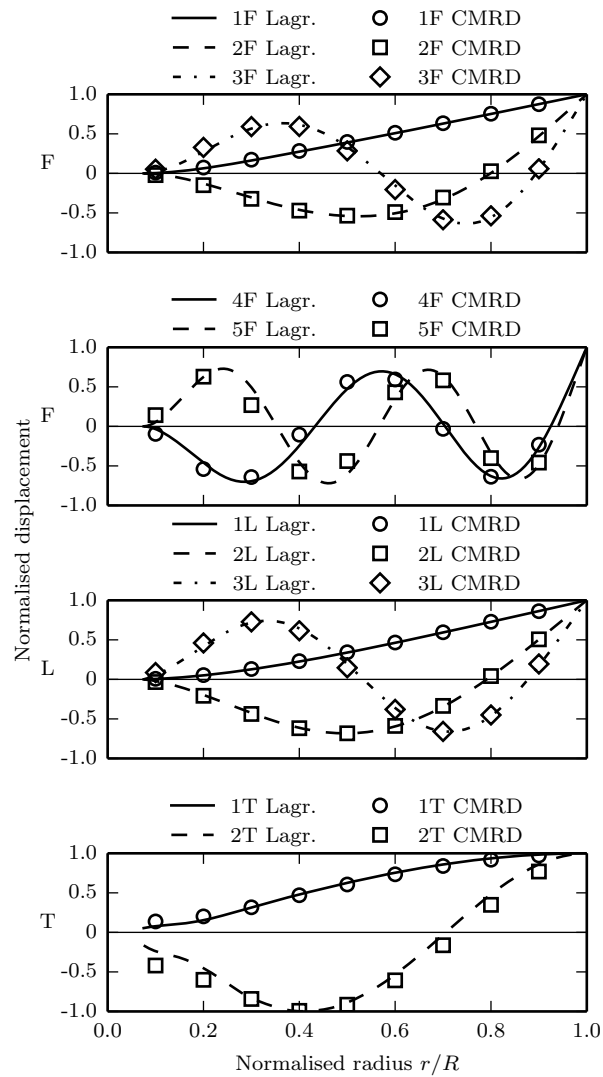 1F Lagr. 1F CMRD
2F Lagr. 2F CMRD
3F Lagr. 3F CMRD
1.0
0.5
F
0
-0.5
-1.0
4F Lagr. 4F CMRD
5F Lagr. 5F CMRD
1.0
0.5
F
0
-0.5
-1.0
Normalised displacement
1L Lagr. 1L CMRD
2L Lagr. 2L CMRD
3L Lagr. 3L CMRD
1.0
0.5
L
0
-0.5
-1.0
1T Lagr. 1T CMRD
2T Lagr. 2T CMRD
1.0
0.5
T
0
-0.5
-1.0
0.0 0.2 0.4 0.6 0.8 1.0
Normalised radius r/R